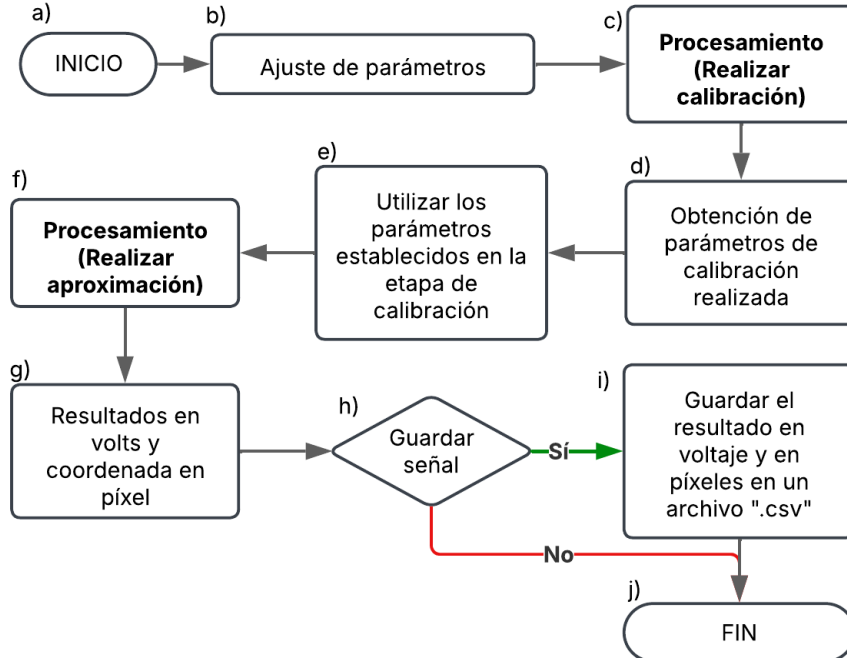 a)
INICIO
b)
Ajuste de parámetros
c)
Procesamiento
(Realizar
calibración)
d)
Obtención de
parámetros de
calibración
realizada
e)
Utilizar los
parámetros
establecidos en la
etapa de
calibración
f)
Procesamiento
(Realizar
aproximación)
g)
Resultados en
volts y
coordenada en
píxel
h)
Guardar
señal
Sí
No
i)
Guardar el
resultado en
voltaje y en
píxeles en un
archivo ".csv"
j)
FIN